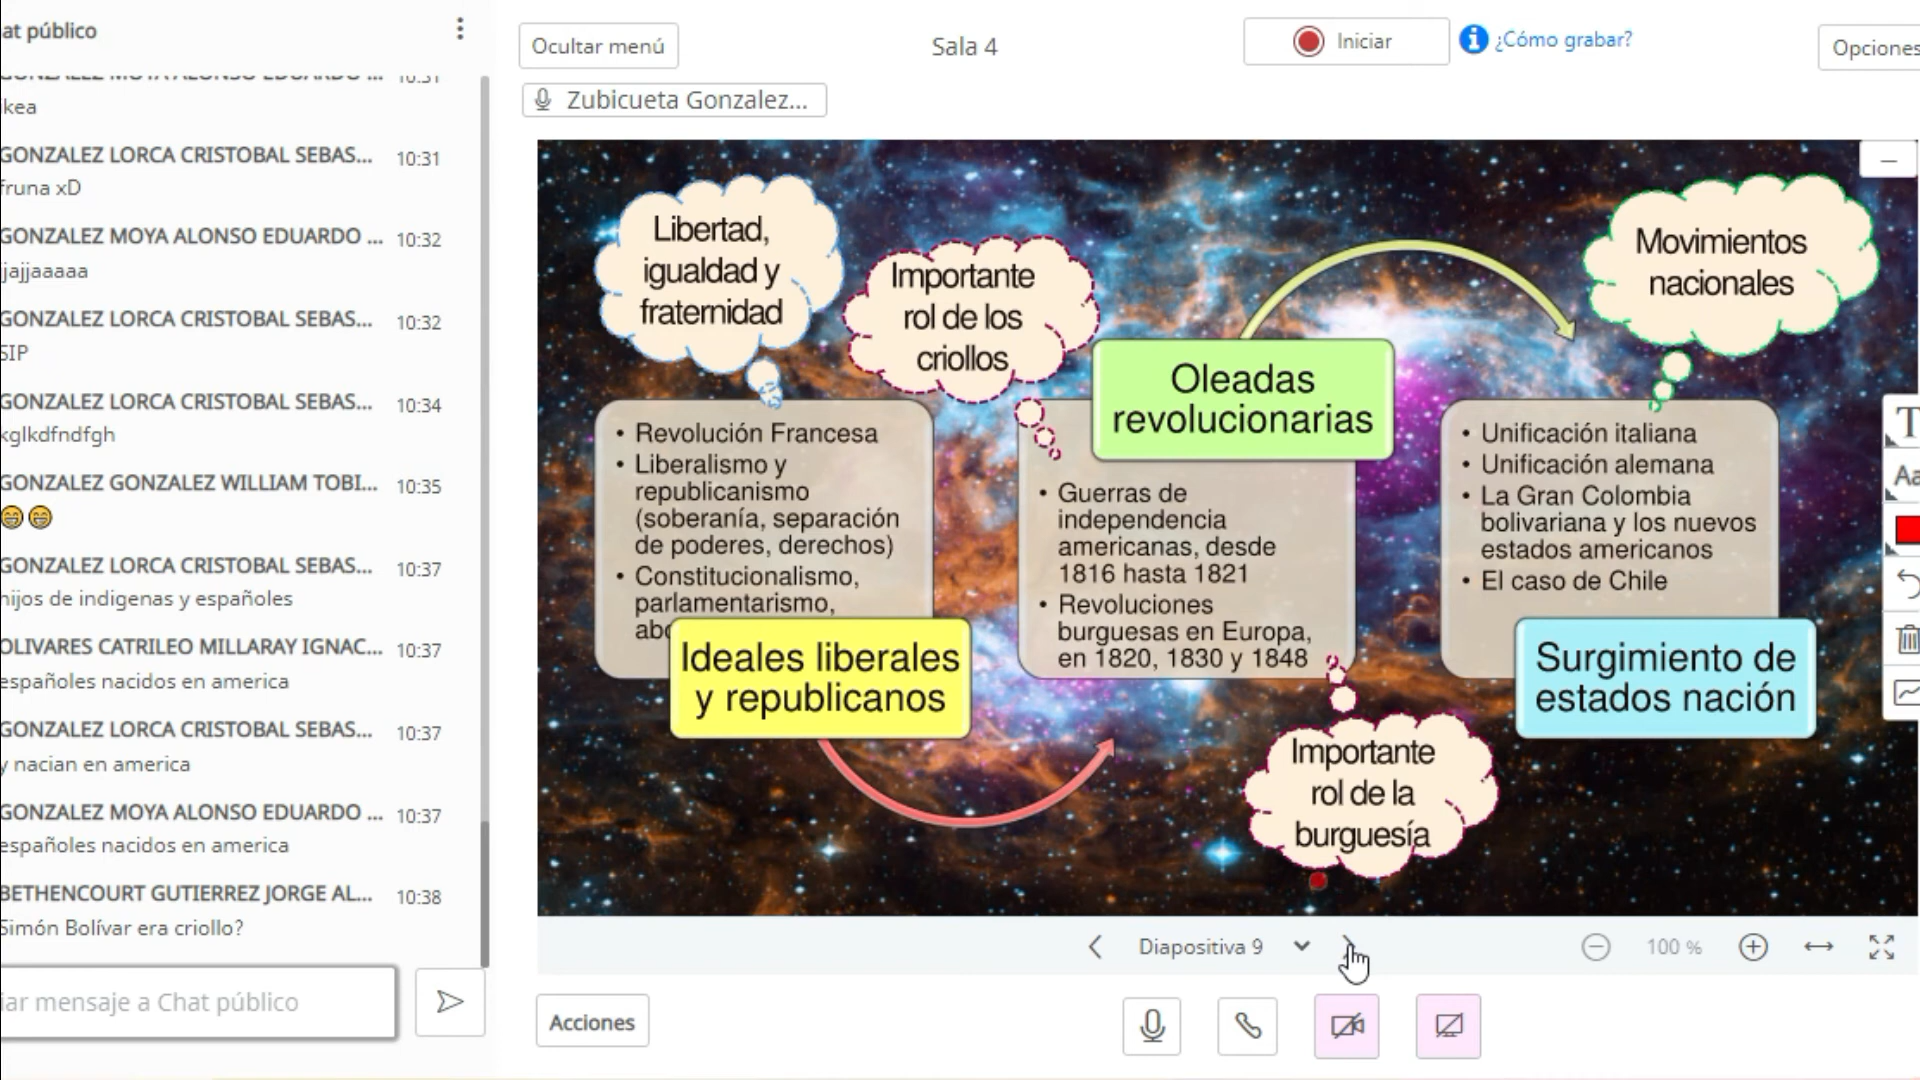 at público
GONZALEZ MOYA ALONSO EDUARDO ... 10:31
ikea
GONZALEZ LORCA CRISTOBAL SEBAS... 10:31
fruna xD
GONZALEZ MOYA ALONSO EDUARDO ... 10:32
jajjaaaaa
GONZALEZ LORCA CRISTOBAL SEBAS... 10:32
SIP
GONZALEZ LORCA CRISTOBAL SEBAS... 10:34
kglkdfndfgh
GONZALEZ GONZALEZ WILLIAM TOBI... 10:35
GONZALEZ LORCA CRISTOBAL SEBAS... 10:37
hijos de indigenas y españoles
OLIVARES CATRILEO MILLARAY IGNAC... 10:37
españoles nacidos en america
GONZALEZ LORCA CRISTOBAL SEBAS... 10:37
y nacian en america
GONZALEZ MOYA ALONSO EDUARDO ... 10:37
españoles nacidos en america
BETHENCOURT GUTIERREZ JORGE AL... 10:38
Simón Bolívar era criollo?
iar mensaje a Chat público
Ocultar menú
Sala 4
Iniciar
¿Cómo grabar?
Opciones
Zubicueta Gonzalez...
Libertad,
igualdad y
fraternidad
• Revolución Francesa
• Liberalismo y
republicanismo
(soberanía, separación
de poderes, derechos)
• Constitucionalismo,
parlamentarismo,
abo
Ideales liberales
y republicanos
Importante
rol de los
criollos
Oleadas
revolucionarias
• Guerras de
independencia
americanas, desde
1816 hasta 1821
• Revoluciones
burguesas en Europa,
en 1820, 1830 y 1848
Importante
rol de la
burguesía
Movimientos
nacionales
• Unificación italiana
• Unificación alemana
• La Gran Colombia
bolivariana y los nuevos
estados americanos
• El caso de Chile
Surgimiento de
estados nación
T
Aa
Diapositiva 9
100 %
Acciones